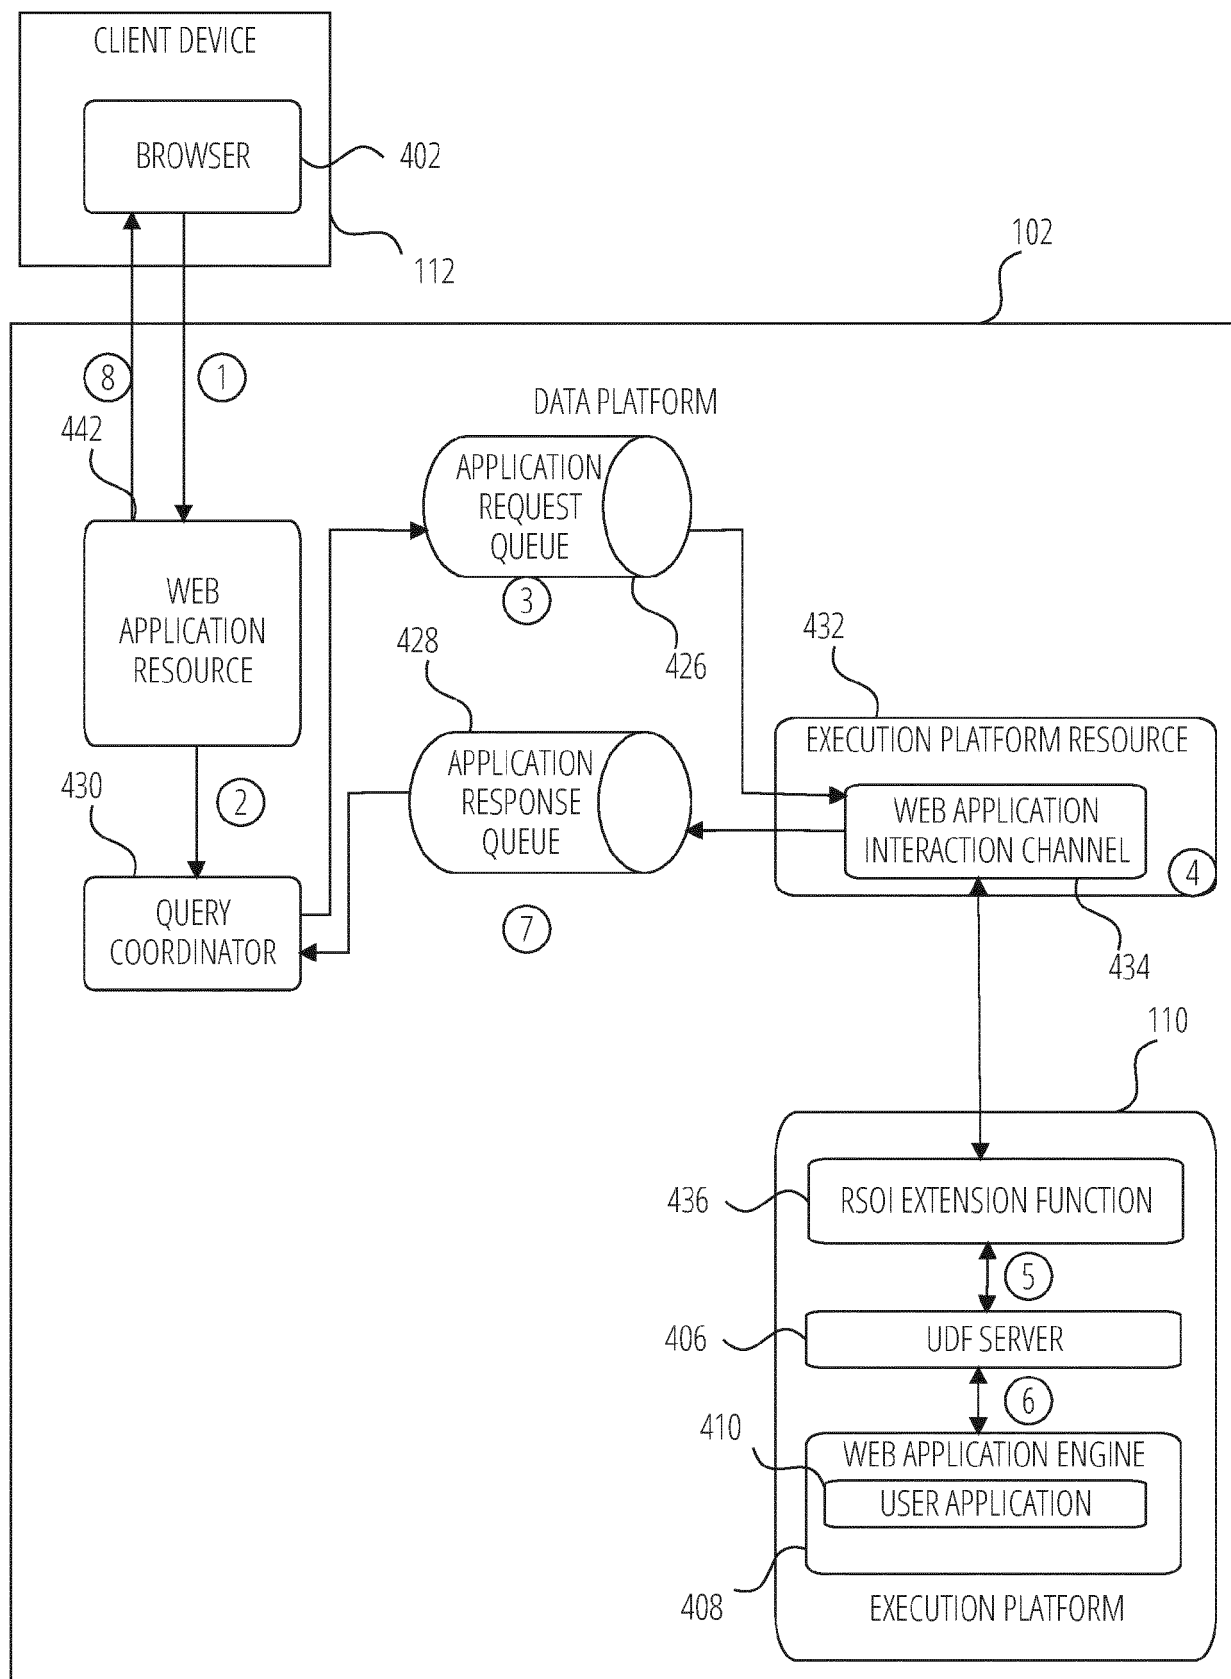 CLIENT DEVICE
BROWSER
402
112
102
8
1
DATA PLATFORM
442
APPLICATION
REQUEST
QUEUE
3
426
WEB
APPLICATION
RESOURCE
428
432
APPLICATION
RESPONSE
QUEUE
EXECUTION PLATFORM RESOURCE
WEB APPLICATION
INTERACTION CHANNEL
4
430
2
QUERY
COORDINATOR
7
434
110
436
RSOI EXTENSION FUNCTION
5
406
UDF SERVER
6
410
WEB APPLICATION ENGINE
USER APPLICATION
408
EXECUTION PLATFORM